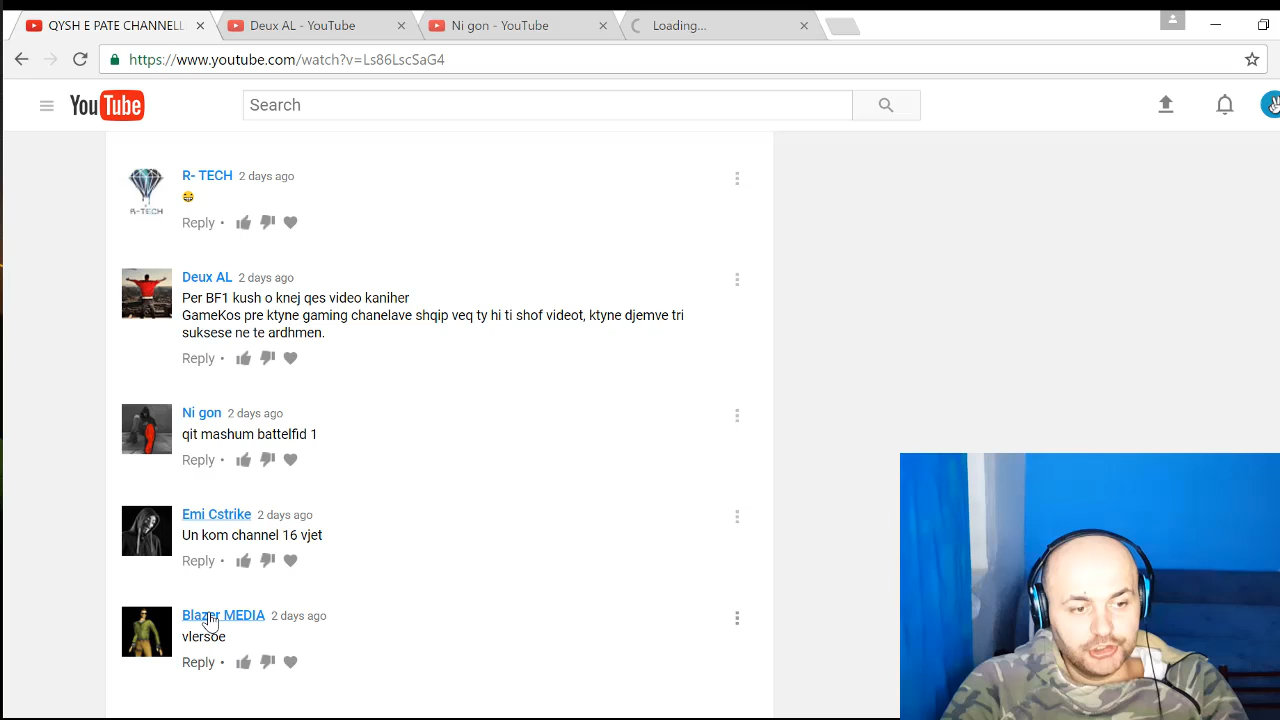 QYSH E PATE CHANNELL
Deux AL - YouTube
Ni gon - YouTube
Loading...
https://www.youtube.com/watch?v=Ls86LscSaG4
YouTube
Search
R-TECH
R- TECH 2 days ago
Reply •
Deux AL 2 days ago
Per BF1 kush o knej qes video kaniher
GameKos pre ktyne gaming chanelave shqip veq ty hi ti shof videot, ktyne djemve tri
suksese ne te ardhmen.
Reply •
Ni gon 2 days ago
qit mashum battelfid 1
Reply •
Emi Cstrike 2 days ago
Un kom channel 16 vjet
Reply •
Blazer MEDIA 2 days ago
vlersoe
Reply •